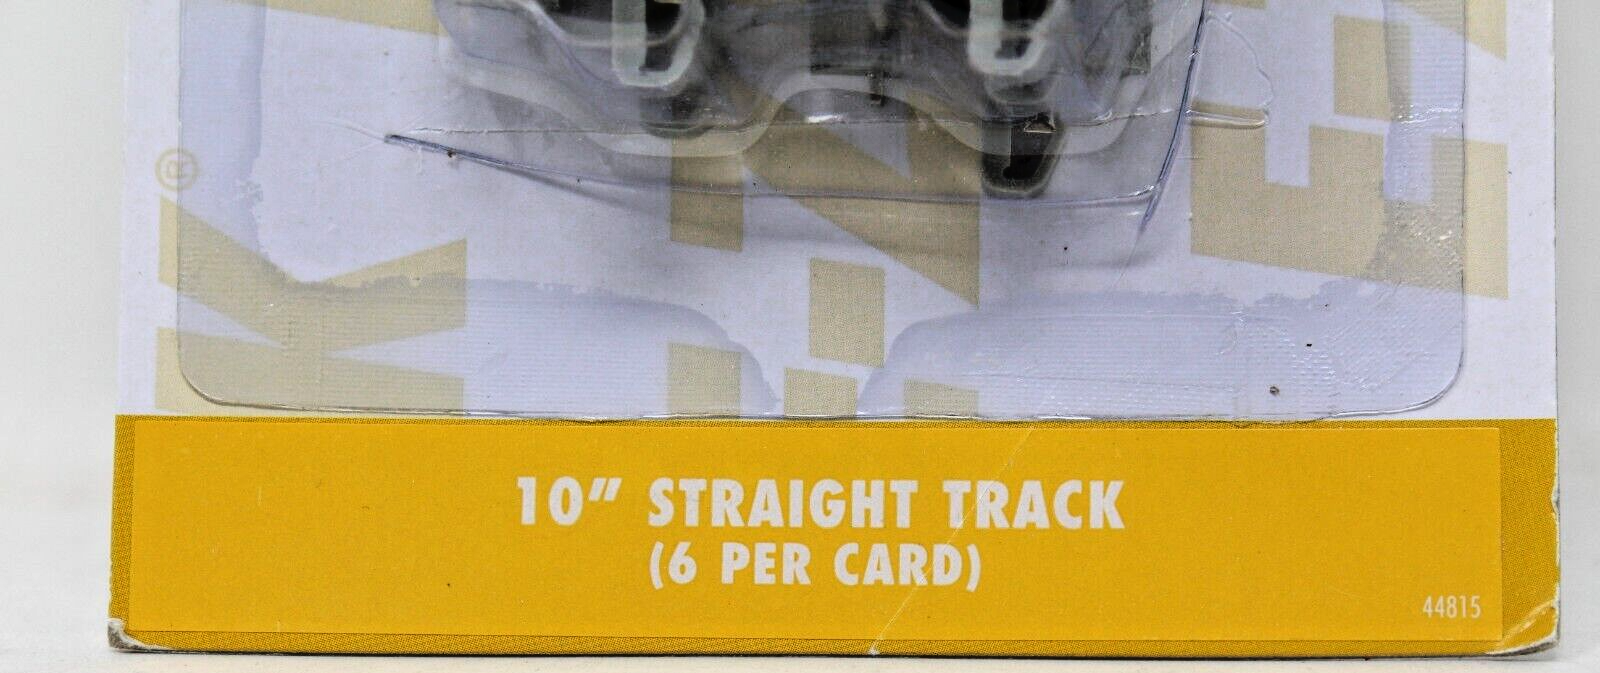 10" STRAIGHT TRACK
(6 PER CARD)
44815
K
®